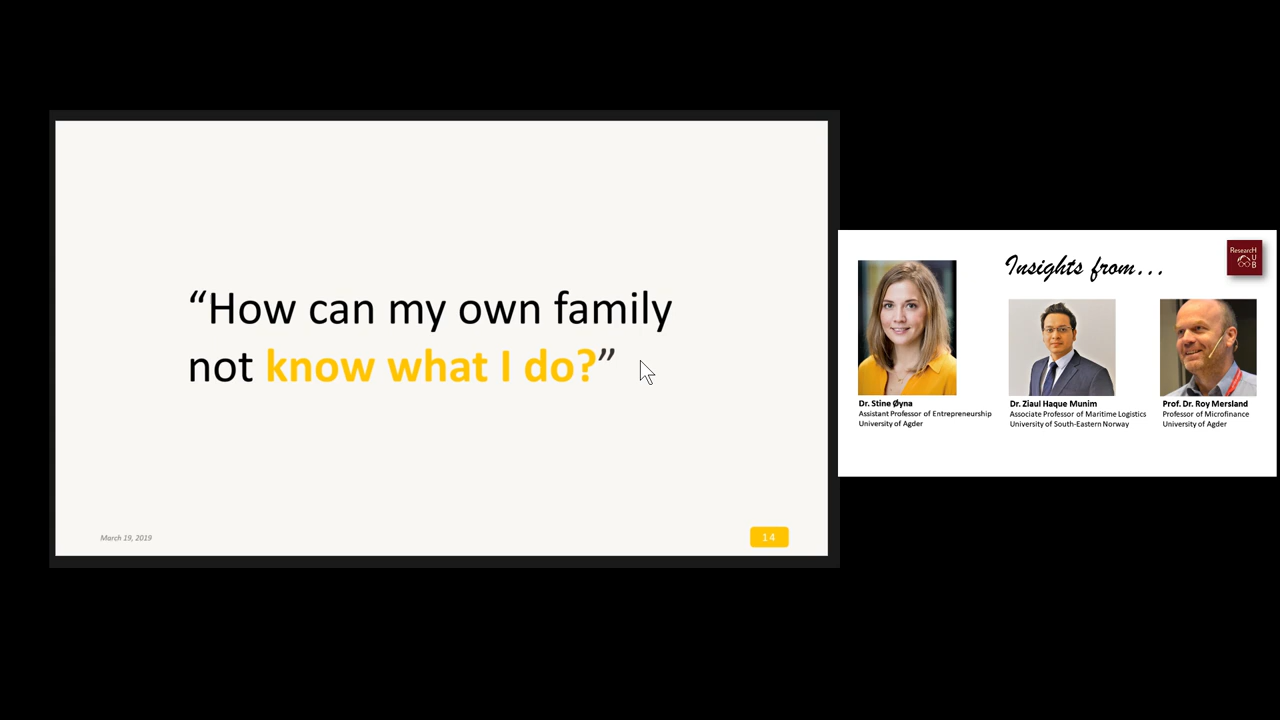 “How can my own family
not know what I do?”
March 19, 2019
14
Insights from...
ResearcH
U
B
Dr. Stine Øyna
Assistant Professor of Entrepreneurship
University of Agder
Dr. Ziaul Haque Munim
Associate Professor of Maritime Logistics
University of South-Eastern Norway
Prof. Dr. Roy Mersland
Professor of Microfinance
University of Agder